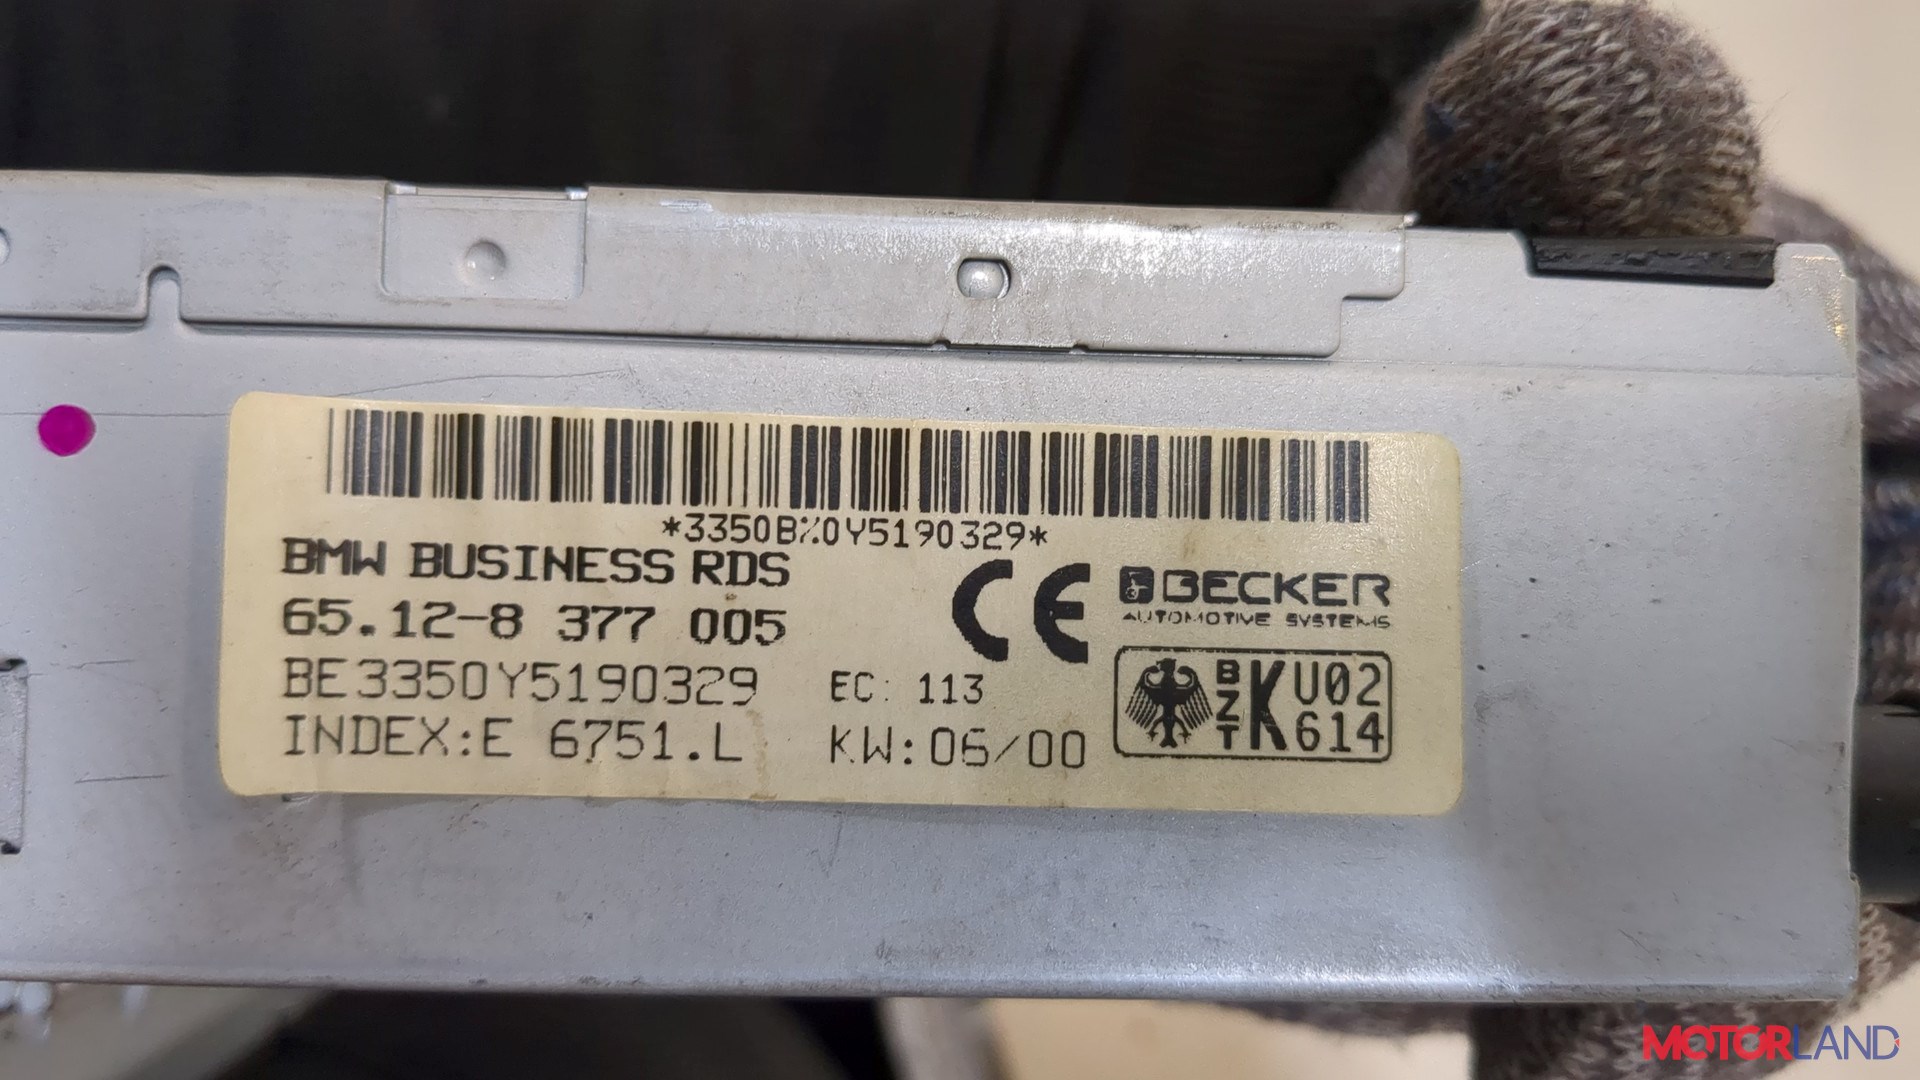 *3350B%0Y5190329*
BMW BUSINESS RDS
65.12-8 377 005
BE3350Y5190329
INDEX:E 6751.L
EC: 113
KW:06/00
CE
BECKER
AUTOMOTIVE SYSTEMS
BZT K U02 614
MOTORLAND